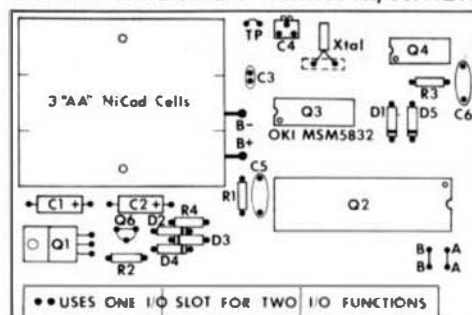 TP
C4
Xtal
Q4
C3
R3
C6
3 "AA" NiCad Cells
B-
Q3
D1
D5
OKI MSM5832
B+
C5
R1
Q2
C1 +
C2 +
R4
Q6
D2
D3
Q1
D4
R2
B A
B A
•• USES ONE I/O SLOT FOR TWO I/O FUNCTIONS